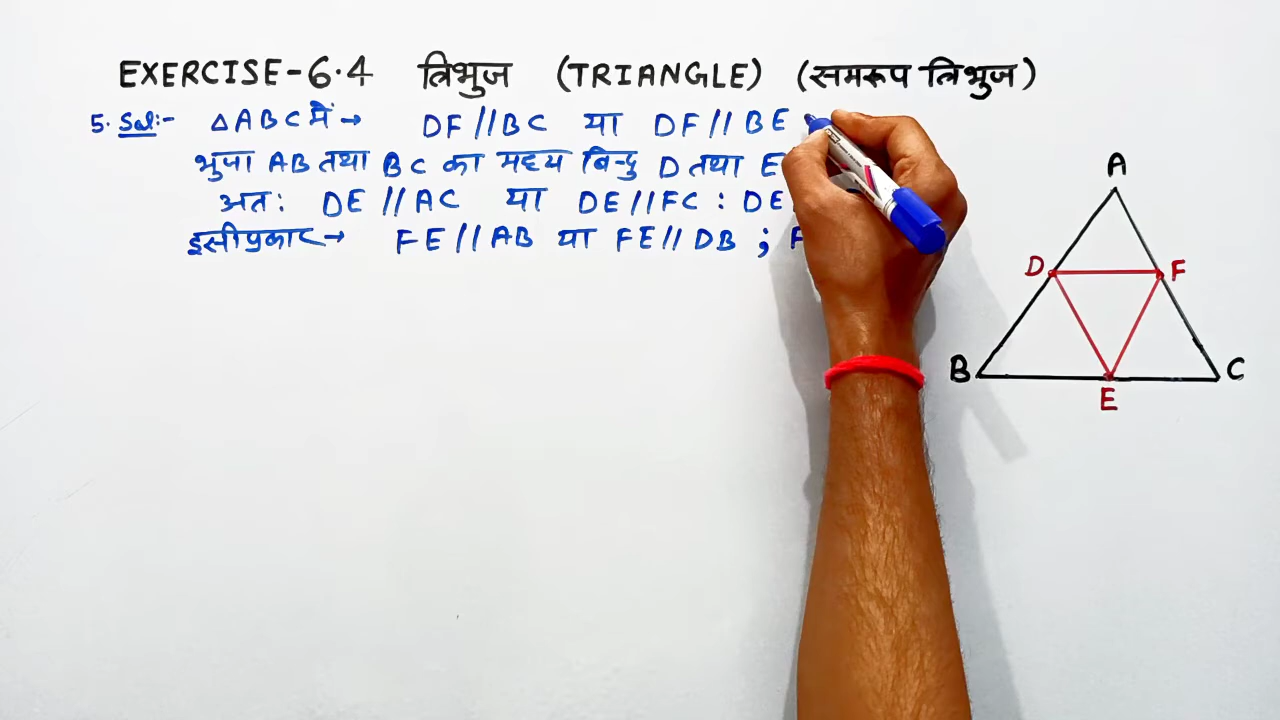 EXERCISE-6.4 त्रिभुज (TRIANGLE) (समरूप त्रिभुज)
5. Sol:- △ABC में → DF//BC या DF//BE
भुजा AB तथा BC का मध्य बिन्दु D तथा E
अत: DE//AC या DE//FC : DE
इसीप्रकार → FE//AB या FE//DB ; F
A
D F
B C
E